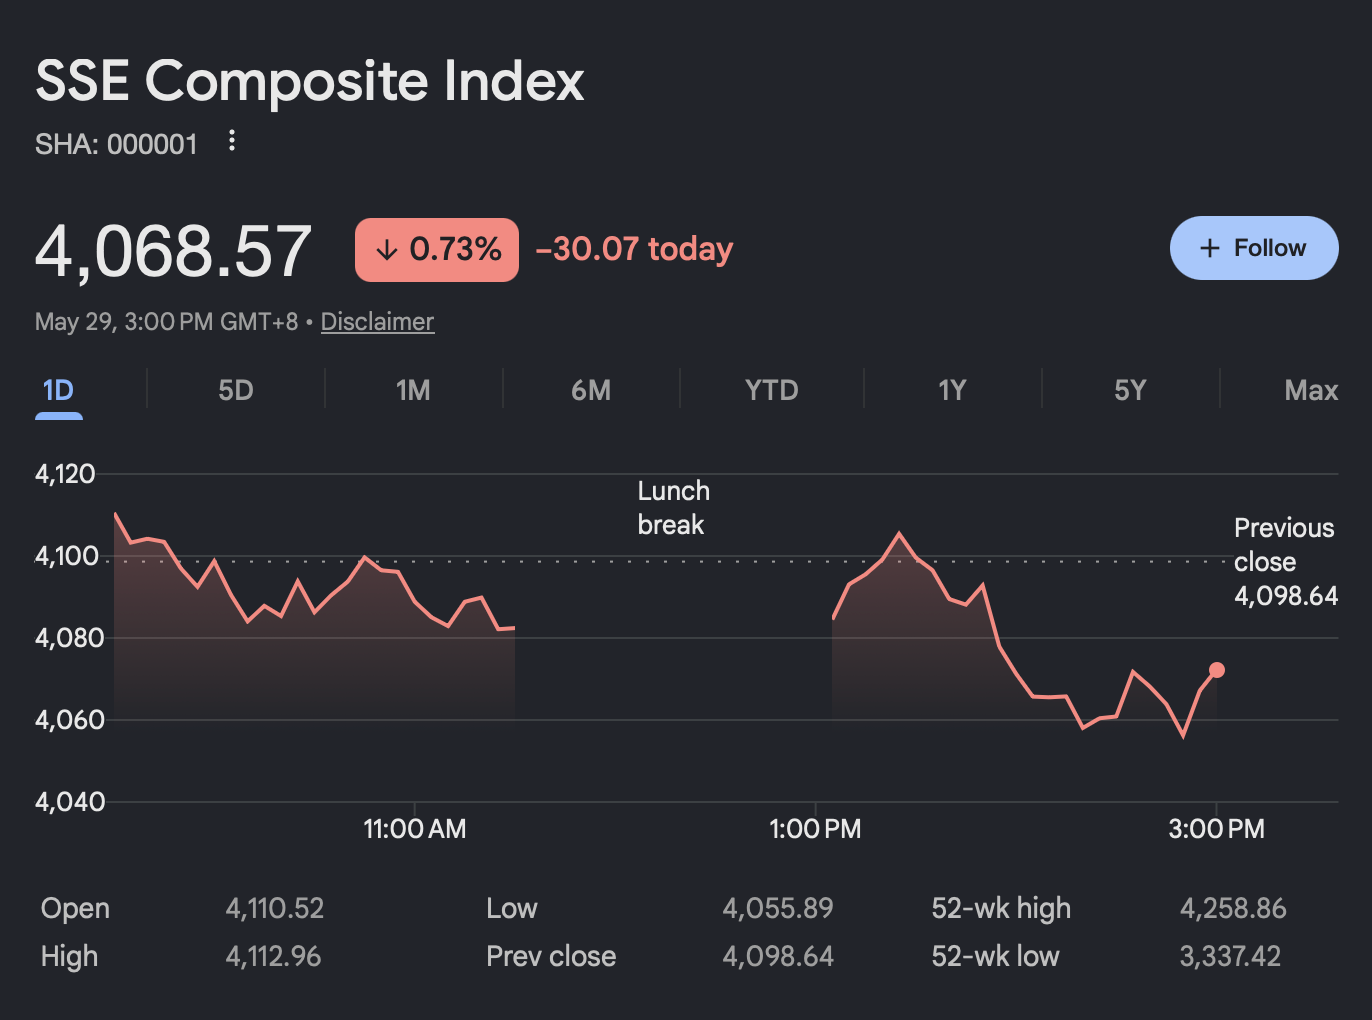 SSE Composite Index
SHA: 000001
4,068.57 ↓ 0.73% −30.07 today
+ Follow
May 29, 3:00 PM GMT+8 • Disclaimer
1D 5D 1M 6M YTD 1Y 5Y Max
4,120
Lunch
break
Previous
close
4,098.64
4,100
4,080
4,060
4,040
11:00 AM 1:00 PM 3:00 PM
Open 4,110.52 Low 4,055.89 52-wk high 4,258.86
High 4,112.96 Prev close 4,098.64 52-wk low 3,337.42